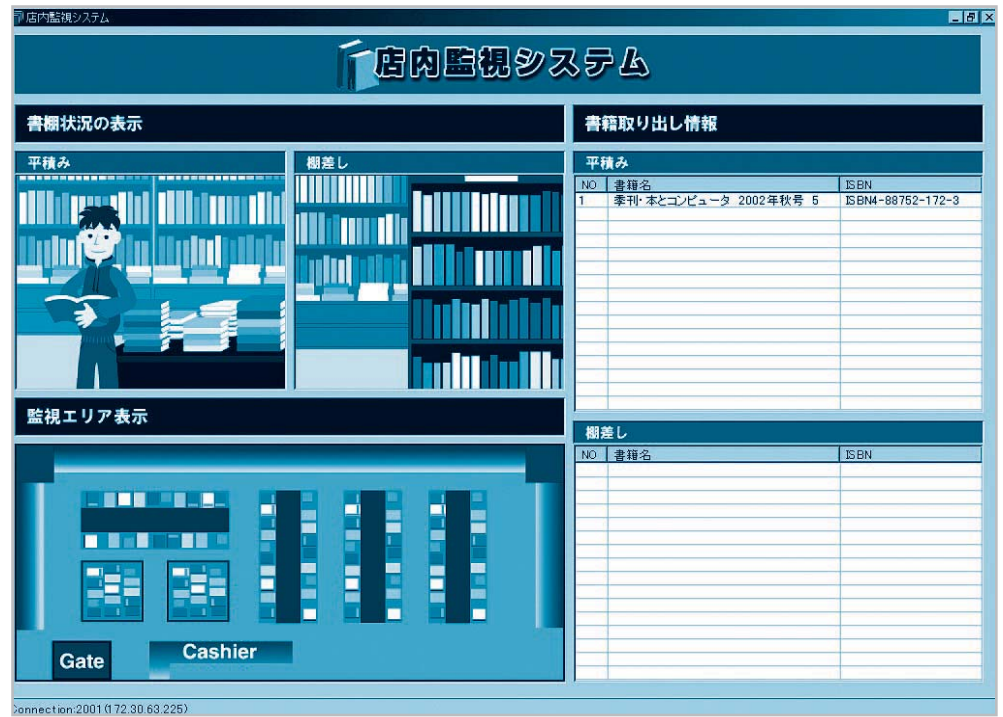 店内監視システム
店内監視システム
書棚状況の表示
平積み
棚差し
監視エリア表示
Gate
Cashier
書籍取り出し情報
平積み
NO 書籍名 ISBN
1 季刊・本とコンピュータ 2002年秋号 5 ISBN4-88752-172-3
棚差し
NO 書籍名 ISBN
Connection:2001 (172.30.63.225)